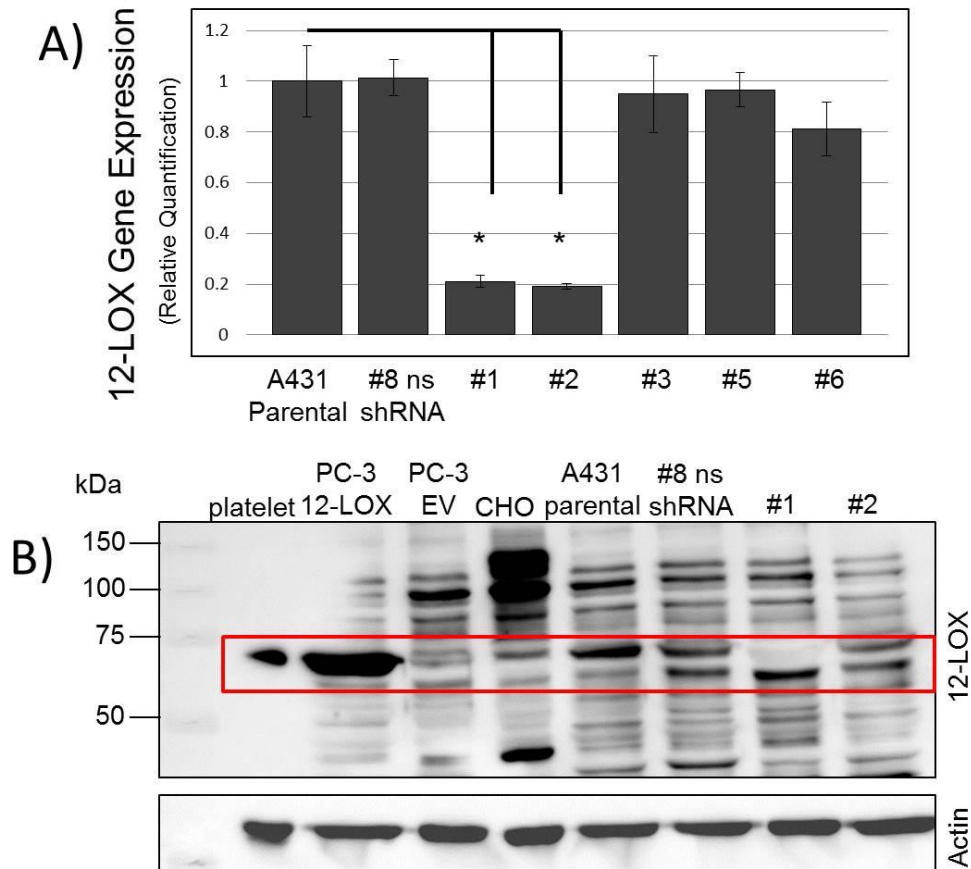 A)
12-LOX Gene Expression
(Relative Quantification)
1.2
1
0.8
0.6
0.4
0.2
0
* *
A431 #8 ns #1 #2 #3 #5 #6
Parental shRNA
B)
PC-3 PC-3 A431 #8 ns
kDa platelet 12-LOX EV CHO parental shRNA #1 #2
150
100
75
50
12-LOX
Actin